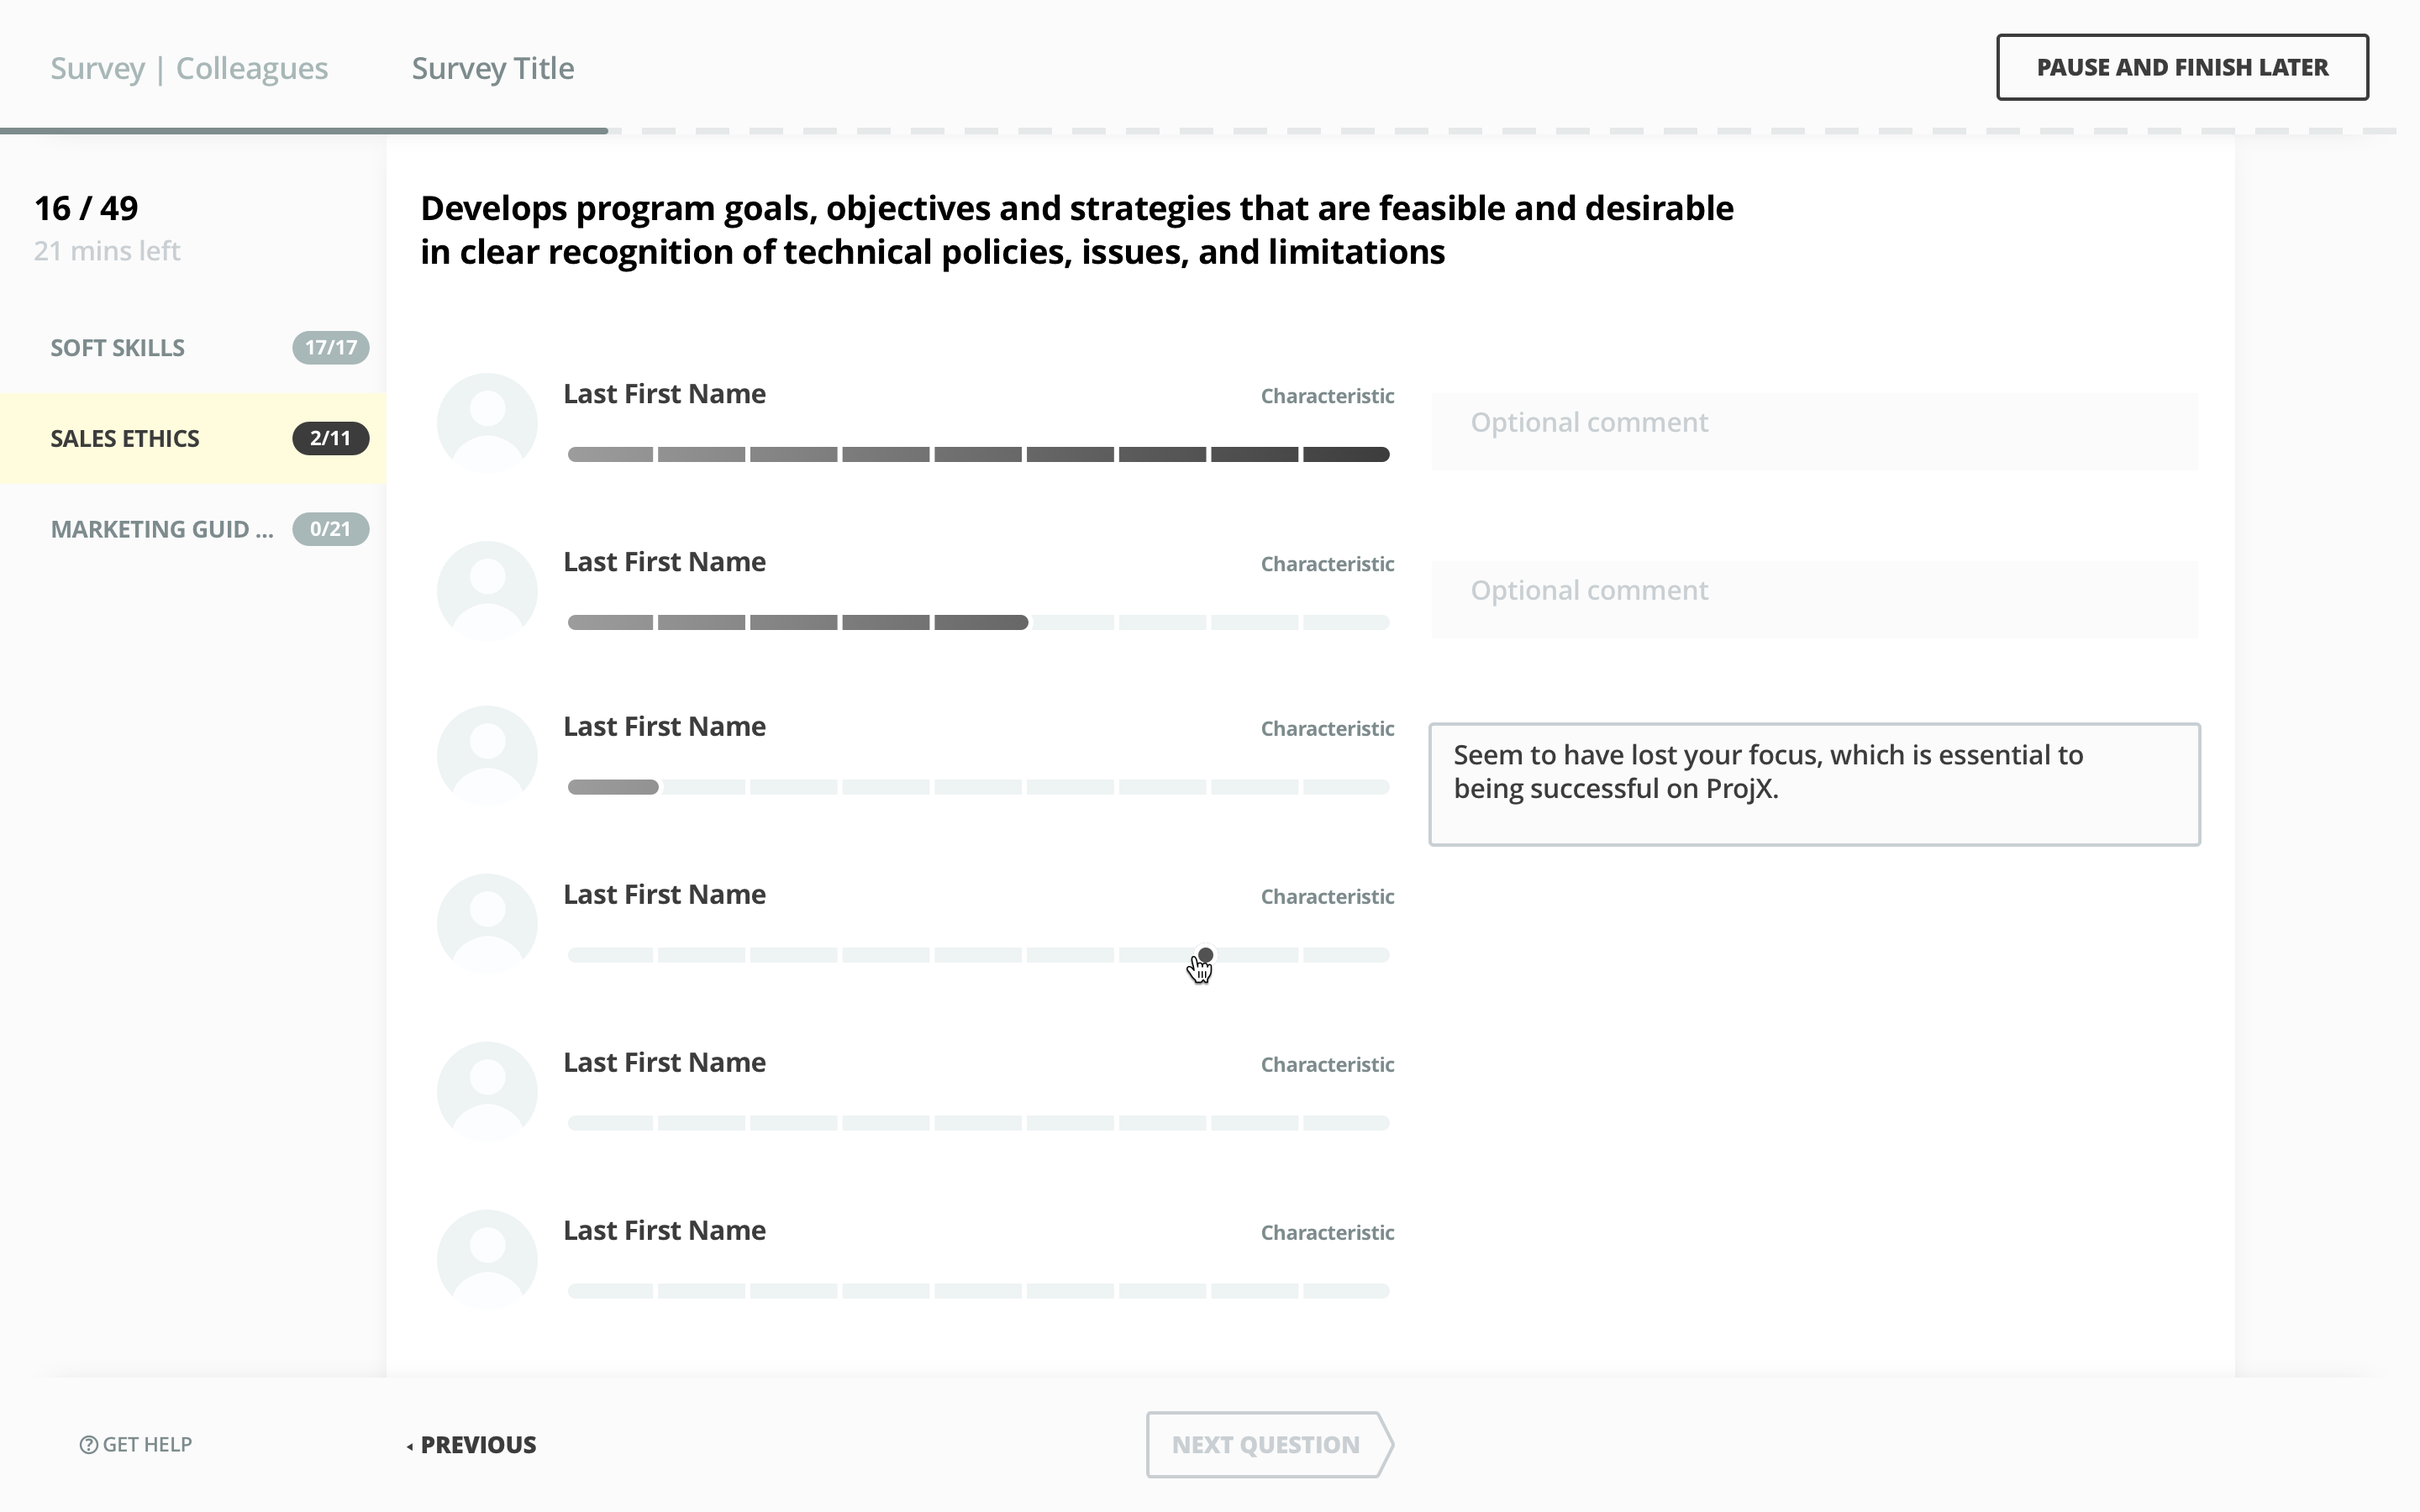 Survey | Colleagues
Survey Title
PAUSE AND FINISH LATER
16 / 49
21 mins left
SOFT SKILLS
17/17
SALES ETHICS
2/11
MARKETING GUID ...
0/21
Develops program goals, objectives and strategies that are feasible and desirable
in clear recognition of technical policies, issues, and limitations
Last First Name
Characteristic
Optional comment
Last First Name
Characteristic
Optional comment
Last First Name
Characteristic
Seem to have lost your focus, which is essential to
being successful on ProjX.
Last First Name
Characteristic
Last First Name
Characteristic
Last First Name
Characteristic
? GET HELP
PREVIOUS
NEXT QUESTION